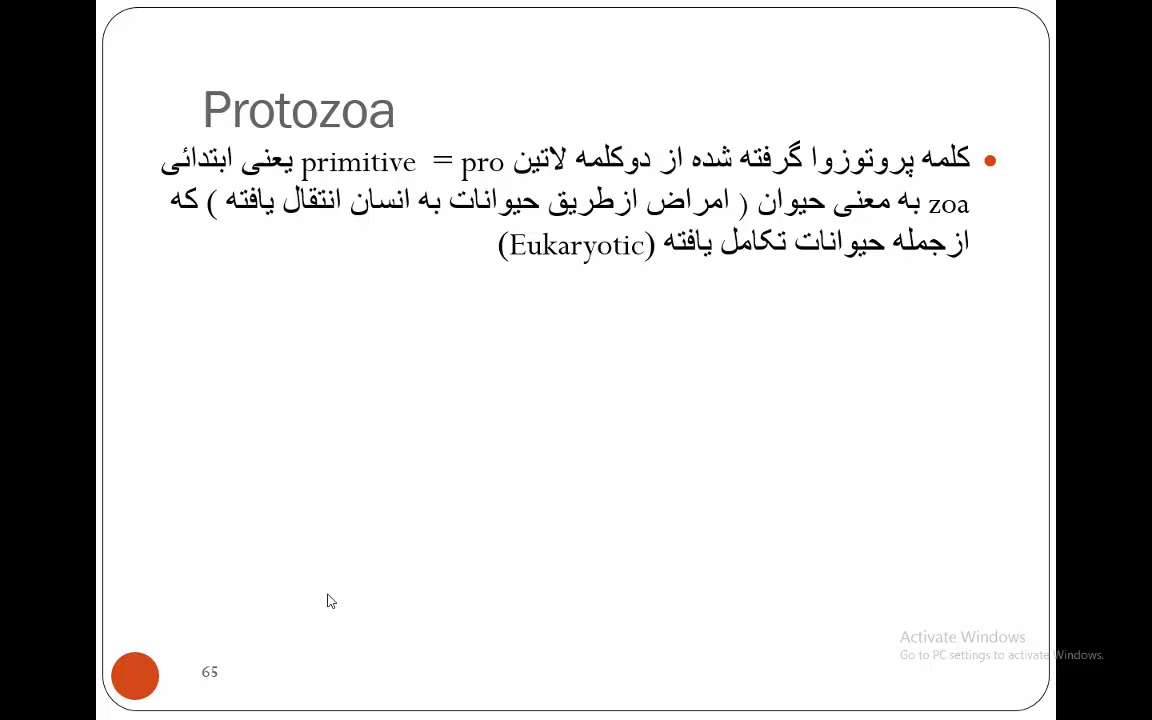 Protozoa
کلمه پروتوزوا گرفته شده از دوکلمه لاتین primitive = pro یعنی ابتدائی
zoa به معنی حیوان ( امراض ازطریق حیوانات به انسان انتقال یافته ) که
ازجمله حیوانات تکامل یافته (Eukaryotic)
Activate Windows
Go to PC settings to activate Windows.
65